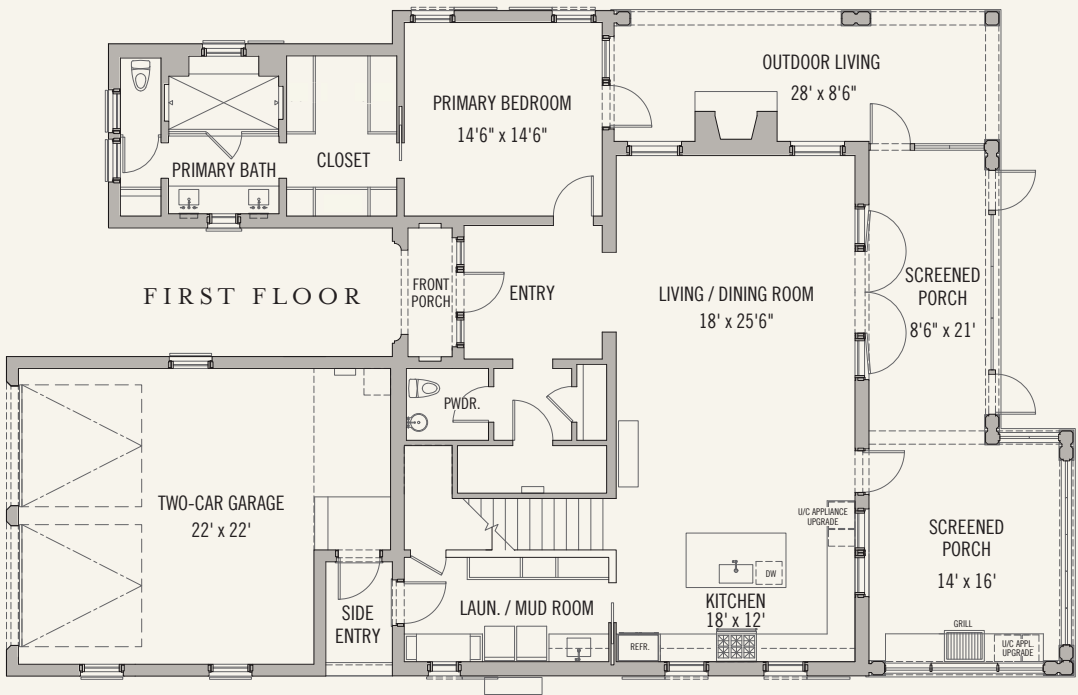 OUTDOOR LIVING
28' x 8'6"
PRIMARY BEDROOM
14'6" x 14'6"
CLOSET
PRIMARY BATH
FIRST FLOOR
FRONT
PORCH
ENTRY
LIVING / DINING ROOM
18' x 25'6"
SCREENED
PORCH
8'6" x 21'
PWDR.
TWO-CAR GARAGE
22' x 22'
U/C APPLIANCE
UPGRADE
SCREENED
PORCH
14' x 16'
DW
SIDE
ENTRY
LAUN. / MUD ROOM
KITCHEN
18' x 12'
REFR.
GRILL
U/C APPL.
UPGRADE